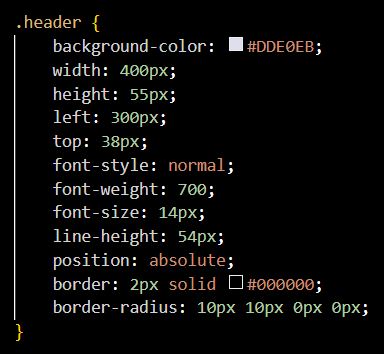 .header {
background-color: #DDE0EB;
width: 400px;
height: 55px;
left: 300px;
top: 38px;
font-style: normal;
font-weight: 700;
font-size: 14px;
line-height: 54px;
position: absolute;
border: 2px solid #000000;
border-radius: 10px 10px 0px 0px;
}